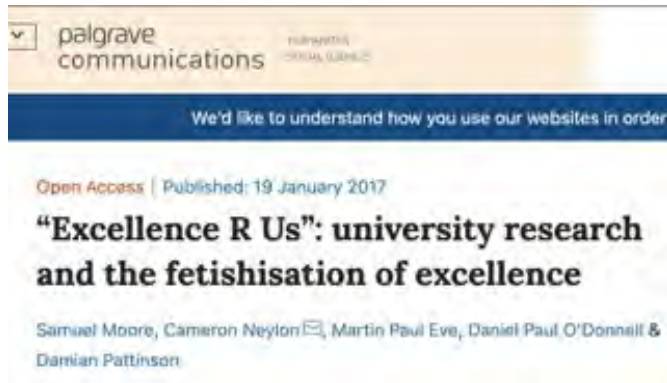 palgrave
communications
We'd like to understand how you use our websites in order
Open Access | Published: 19 January 2017
“Excellence R Us”: university research
and the fetishisation of excellence
Samuel Moore, Cameron Neylon, Martin Paul Eve, Daniel Paul O'Donnell &
Damian Pattinson